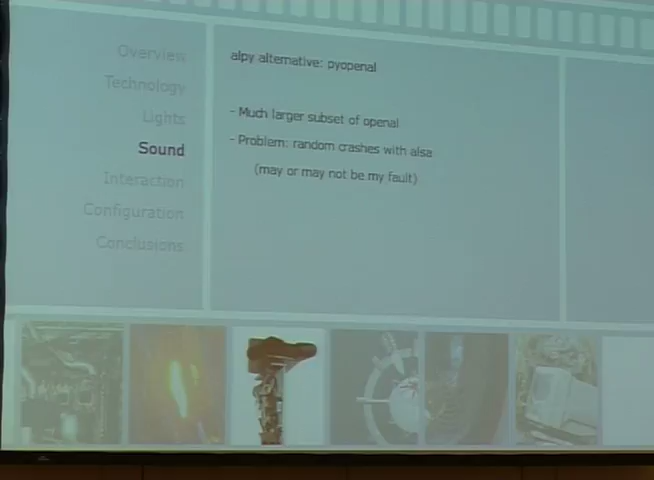 Overview
Technology
Lights
Sound
Interaction
Configuration
Conclusions
alpy alternative: pyopenal
- Much larger subset of openal
- Problem: random crashes with alsa
(may or may not be my fault)